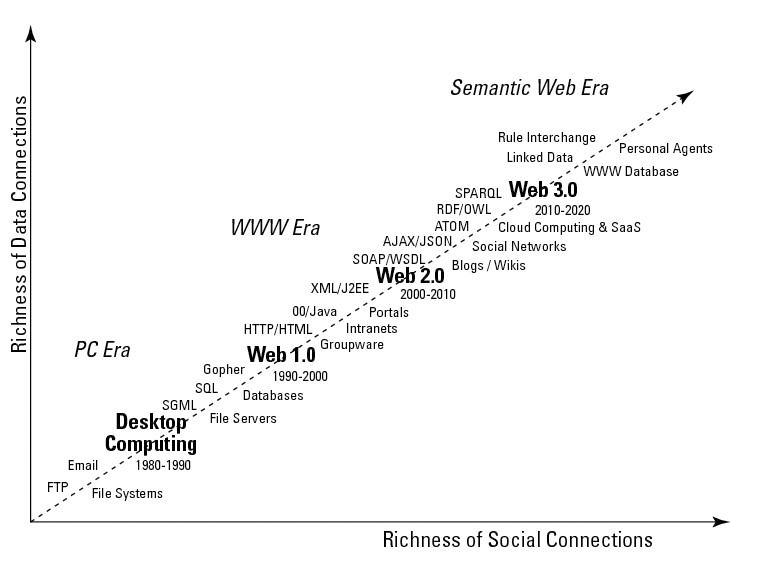 Semantic Web Era
Rule Interchange
Personal Agents
Linked Data
WWW Database
SPARQL
Web 3.0
RDF/OWL
2010-2020
ATOM
Cloud Computing & SaaS
WWW Era
AJAX/JSON
Social Networks
SOAP/WSDL
Blogs / Wikis
Web 2.0
XML/J2EE
2000-2010
00/Java
Portals
HTTP/HTML
Intranets
Groupware
PC Era
Web 1.0
Gopher
1990-2000
SQL
Databases
SGML
File Servers
Desktop
Computing
1980-1990
Email
FTP
File Systems
Richness of Data Connections
Richness of Social Connections